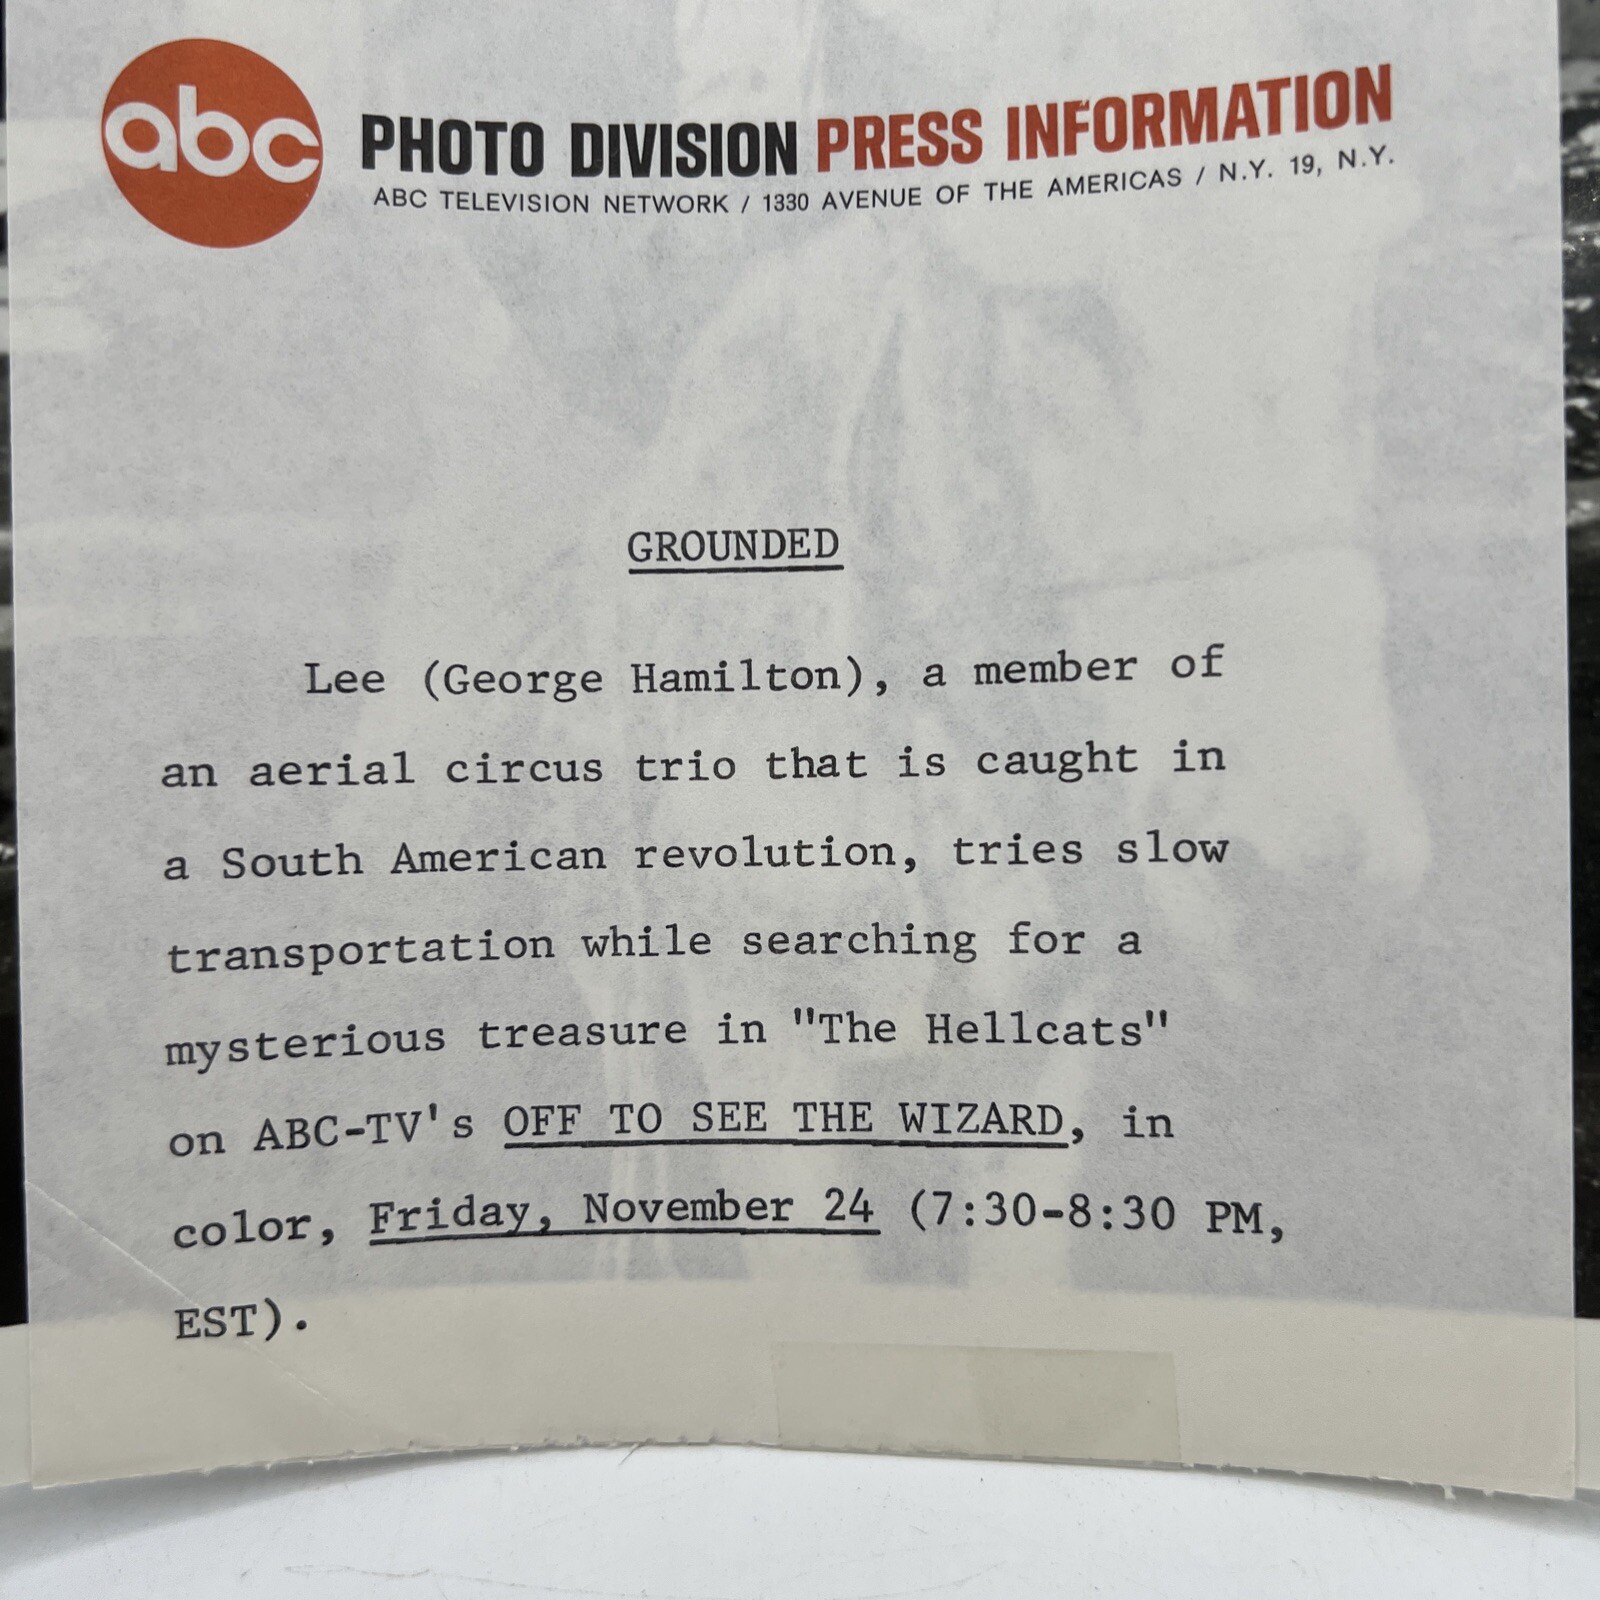 abc
PHOTO DIVISION PRESS INFORMATION
ABC TELEVISION NETWORK / 1330 AVENUE OF THE AMERICAS / N.Y. 19, N.Y.
GROUNDED
Lee (George Hamilton), a member of
an aerial circus trio that is caught in
a South American revolution, tries slow
transportation while searching for a
mysterious treasure in "The Hellcats"
on ABC-TV's OFF TO SEE THE WIZARD, in
color, Friday, November 24 (7:30-8:30 PM,
EST).